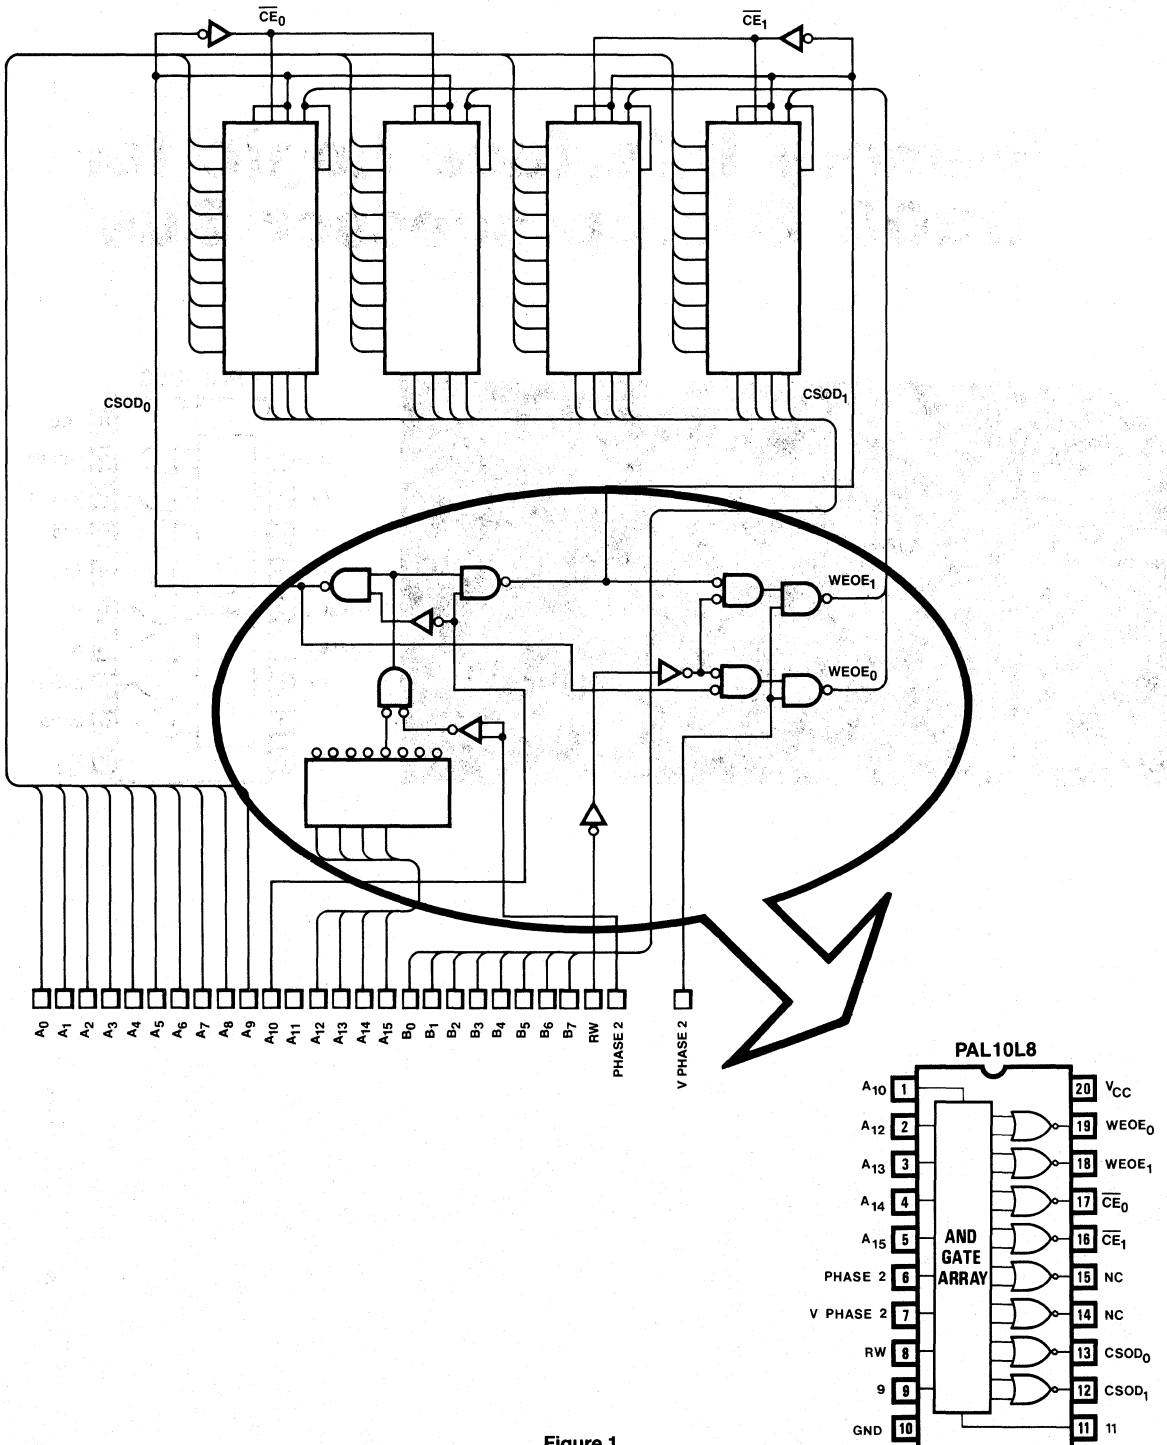 CE0
CE1
CSOD0
CSOD1
WEOE1
WEOE0
A0
A1
A2
A3
A4
A5
A6
A7
A8
A9
A10
A11
A12
A13
A14
A15
B0
B1
B2
B3
B4
B5
B6
B7
RW
PHASE 2
V PHASE 2
PAL10L8
A10 1
20 VCC
A12 2
19 WEOE0
A13 3
18 WEOE1
A14 4
17 CE0
A15 5
16 CE1
AND
GATE
ARRAY
PHASE 2 6
15 NC
V PHASE 2 7
14 NC
RW 8
13 CSOD0
9 9
12 CSOD1
GND 10
11 11
Figure 1